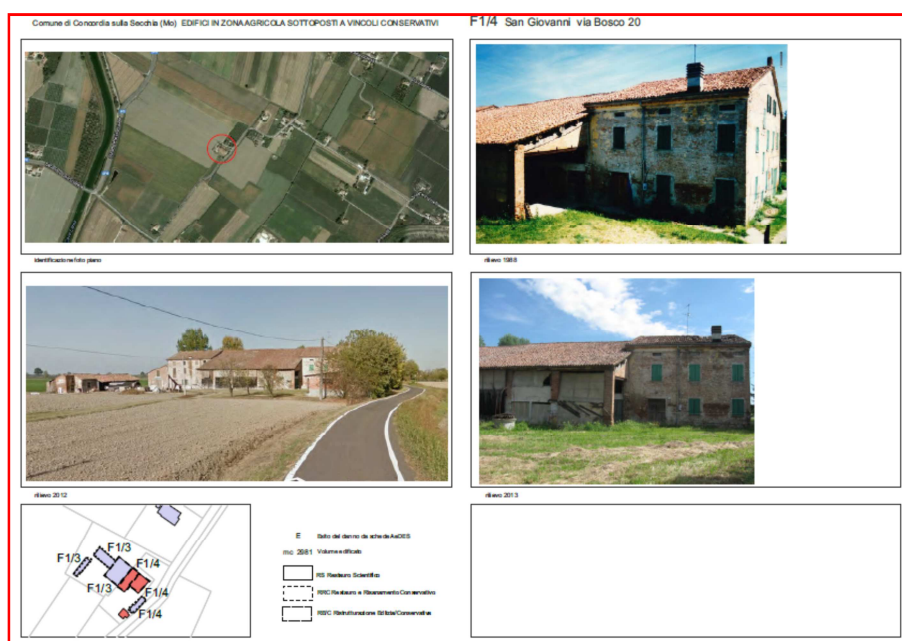 Comune di Concordia sulla Secchia (Mo) EDIFICI IN ZONA AGRICOLA SOTTOPOSTI A VINCOLI CONSERVATIVI
F1/4 San Giovanni via Bosco 20
identificazione foto piano
rilievo 1988
rilievo 2012
rilievo 2013
F1/3
F1/3
F1/4
F1/3
F1/4
F1/4
E Esito del danno da scheda AeDES
mc 2981 Volume edificato
RS Restauro Scientifico
RRC Restauro e Risanamento Conservativo
RE/C Ristrutturazione Edilizia/Conservativa